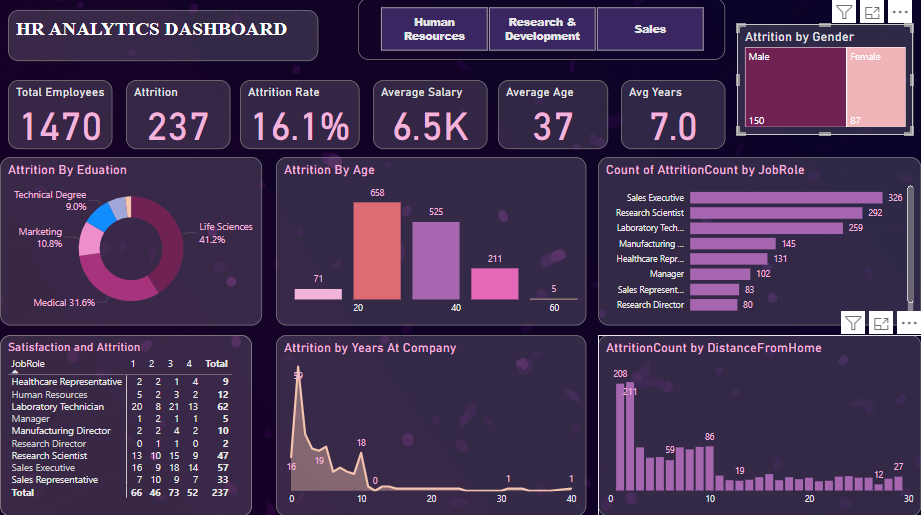 HR ANALYTICS DASHBOARD
Human
Resources
Research &
Development
Sales
Attrition by Gender
Male
Female
150
87
Total Employees
1470
Attrition
237
Attrition Rate
16.1%
Average Salary
6.5K
Average Age
37
Avg Years
7.0
Attrition By Eduation
Technical Degree
9.0%
Marketing
10.8%
Life Sciences
41.2%
Medical 31.6%
Attrition By Age
71
658
525
211
5
20 40 60
Count of AttritionCount by JobRole
Sales Executive 326
Research Scientist 292
Laboratory Tech... 259
Manufacturing ... 145
Healthcare Repr... 131
Manager 102
Sales Represent... 83
Research Director 80
Satisfaction and Attrition
JobRole 1 2 3 4 Total
Healthcare Representative 2 2 1 4 9
Human Resources 5 2 3 2 12
Laboratory Technician 20 8 21 13 62
Manager 1 2 1 1 5
Manufacturing Director 2 2 4 2 10
Research Director 0 1 1 0 2
Research Scientist 13 10 15 9 47
Sales Executive 16 9 18 14 57
Sales Representative 7 10 9 7 33
Total 66 46 73 52 237
Attrition by Years At Company
59
16
19
18
0
1
1
0 10 20 30 40
AttritionCount by DistanceFromHome
208
211
59
86
19
12
27
0 10 20 30